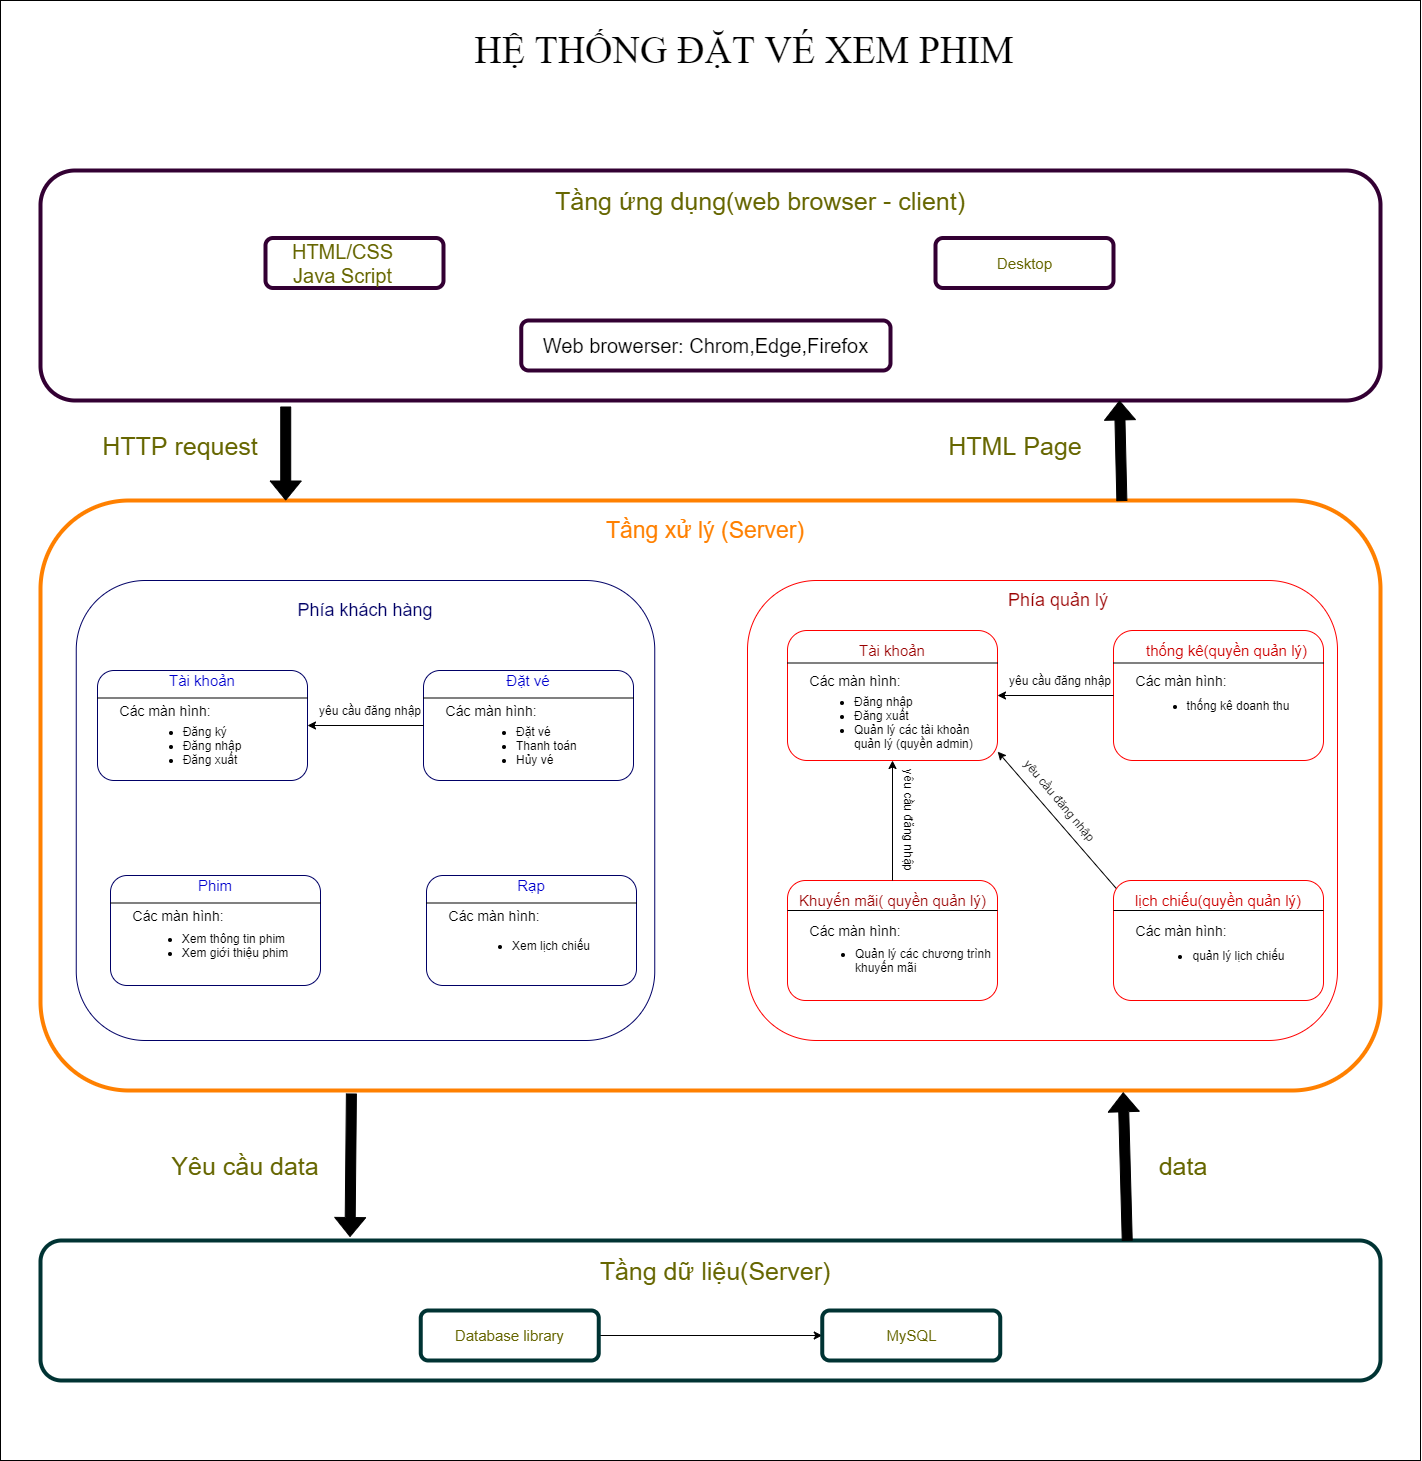 HỆ THỐNG ĐẶT VÉ XEM PHIM
Tầng ứng dụng(web browser - client)
HTML/CSS
Java Script
Desktop
Web browerser: Chrom,Edge,Firefox
HTTP request
HTML Page
Tầng xử lý (Server)
Phía khách hàng
Tài khoản
Các màn hình:
Đăng ký
Đăng nhập
Đăng xuất
yêu cầu đăng nhập
Đặt vé
Các màn hình:
Đặt vé
Thanh toán
Hủy vé
Phim
Các màn hình:
Xem thông tin phim
Xem giới thiệu phim
Rạp
Các màn hình:
Xem lịch chiếu
Phía quản lý
Tài khoản
Các màn hình:
Đăng nhập
Đăng xuất
Quản lý các tài khoản
quản lý (quyền admin)
yêu cầu đăng nhập
thống kê(quyền quản lý)
Các màn hình:
thống kê doanh thu
yêu cầu đăng nhập
yêu cầu đăng nhập
Khuyến mãi( quyền quản lý)
Các màn hình:
Quản lý các chương trình
khuyến mãi
lịch chiếu(quyền quản lý)
Các màn hình:
quản lý lịch chiếu
Yêu cầu data
data
Tầng dữ liệu(Server)
Database library
MySQL